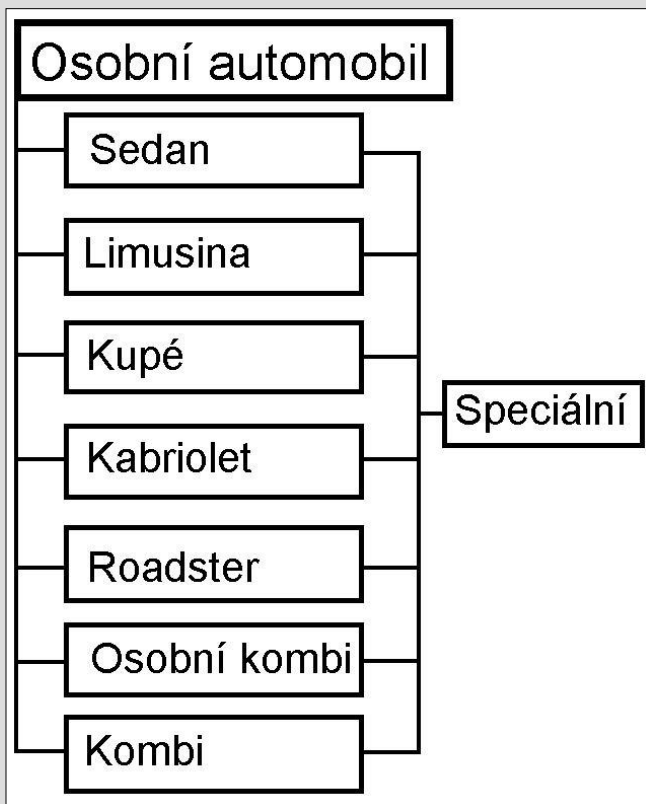 Osobní automobil
Sedan
Limusina
Kupé
Kabriolet
Roadster
Osobní kombi
Kombi
Speciální